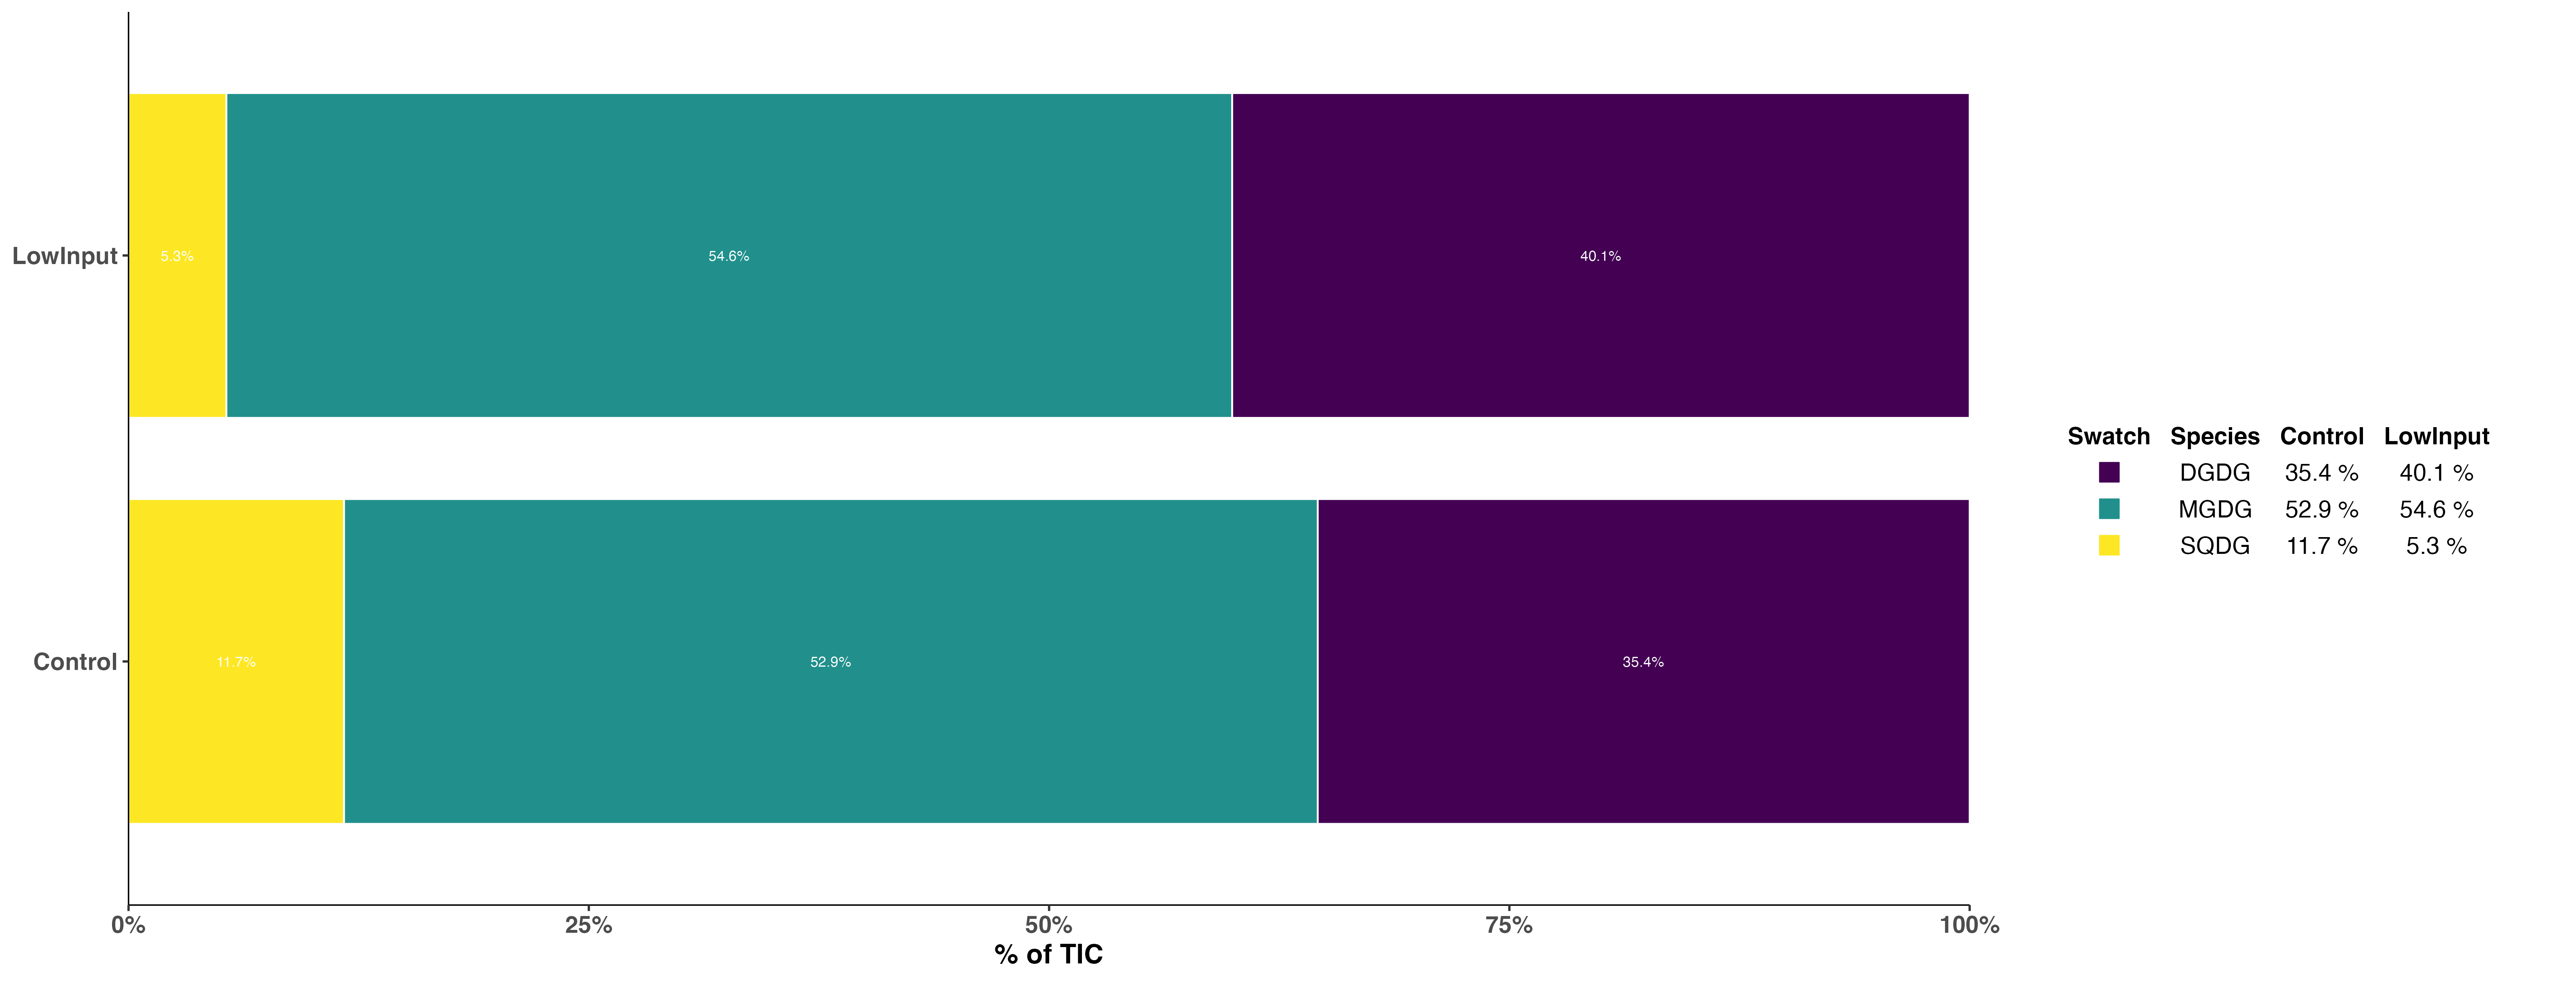 LowInput
5.3% 54.6% 40.1%
Swatch Species Control LowInput
DGDG 35.4 % 40.1 %
MGDG 52.9 % 54.6 %
SQDG 11.7 % 5.3 %
Control
11.7% 52.9% 35.4%
0% 25% 50% 75% 100%
% of TIC